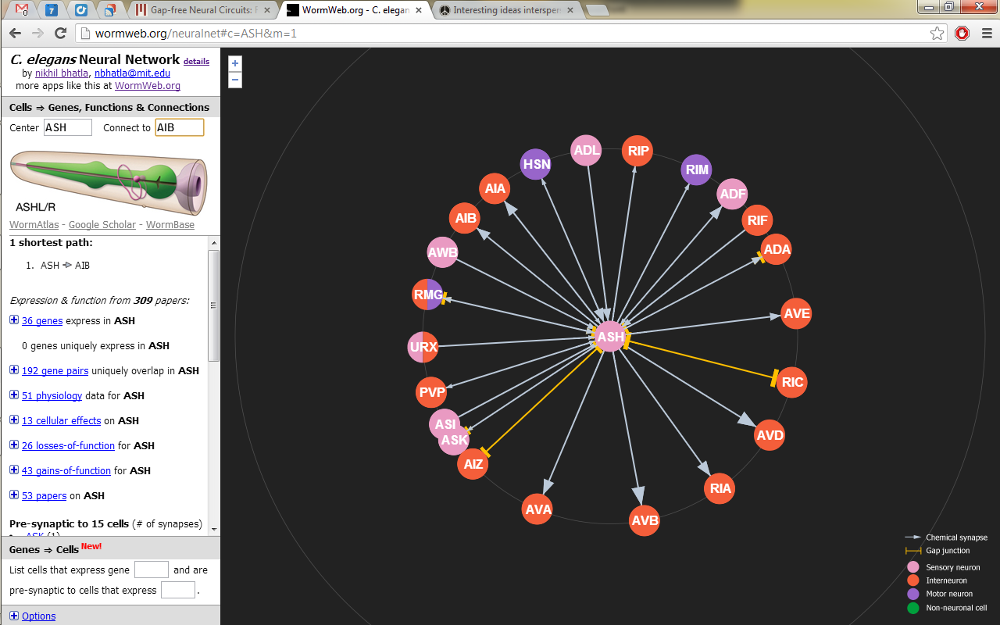 0
7
Gap-free Neural Circuits: F
WormWeb.org - C. elegan
Interesting ideas intersper
wormweb.org/neuralnet#c=ASH&m=1
C. elegans Neural Network details
by nikhil bhatla, nbhatla@mit.edu
more apps like this at WormWeb.org
Cells ⇒ Genes, Functions & Connections
Center ASH Connect to AIB
ASHL/R
WormAtlas - Google Scholar - WormBase
1 shortest path:
1. ASH ➾ AIB
Expression & function from 309 papers:
36 genes express in ASH
0 genes uniquely express in ASH
192 gene pairs uniquely overlap in ASH
51 physiology data for ASH
13 cellular effects on ASH
26 losses-of-function for ASH
43 gains-of-function for ASH
53 papers on ASH
Pre-synaptic to 15 cells (# of synapses)
ASK (1)
Genes ⇒ Cells New!
List cells that express gene and are
pre-synaptic to cells that express .
Options
+
−
ADL
RIP
HSN
RIM
AIA
ADF
AIB
RIF
AWB
ADA
RMG
AVE
ASH
URX
RIC
PVP
ASI
AVD
ASK
AIZ
RIA
AVA
AVB
Chemical synapse
Gap junction
Sensory neuron
Interneuron
Motor neuron
Non-neuronal cell